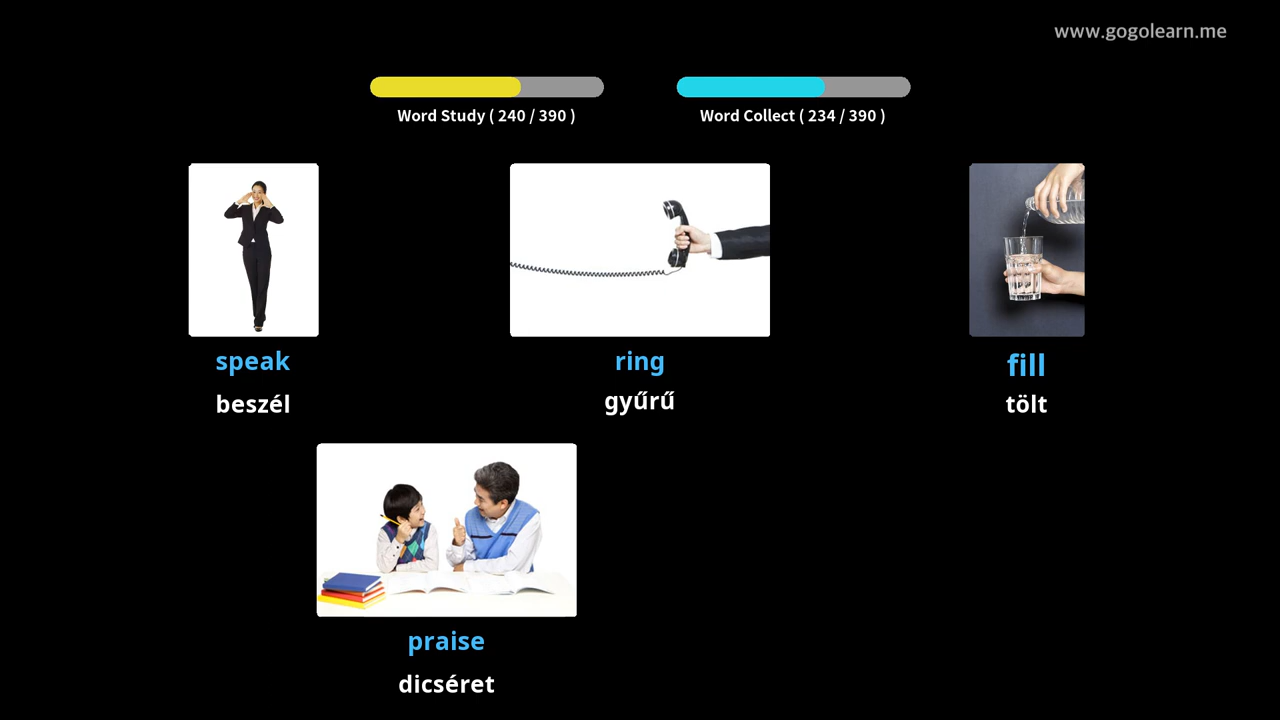 www.gogolearn.me
Word Study ( 240 / 390 )
Word Collect ( 234 / 390 )
speak
beszél
ring
gyűrű
fill
tölt
praise
dicséret